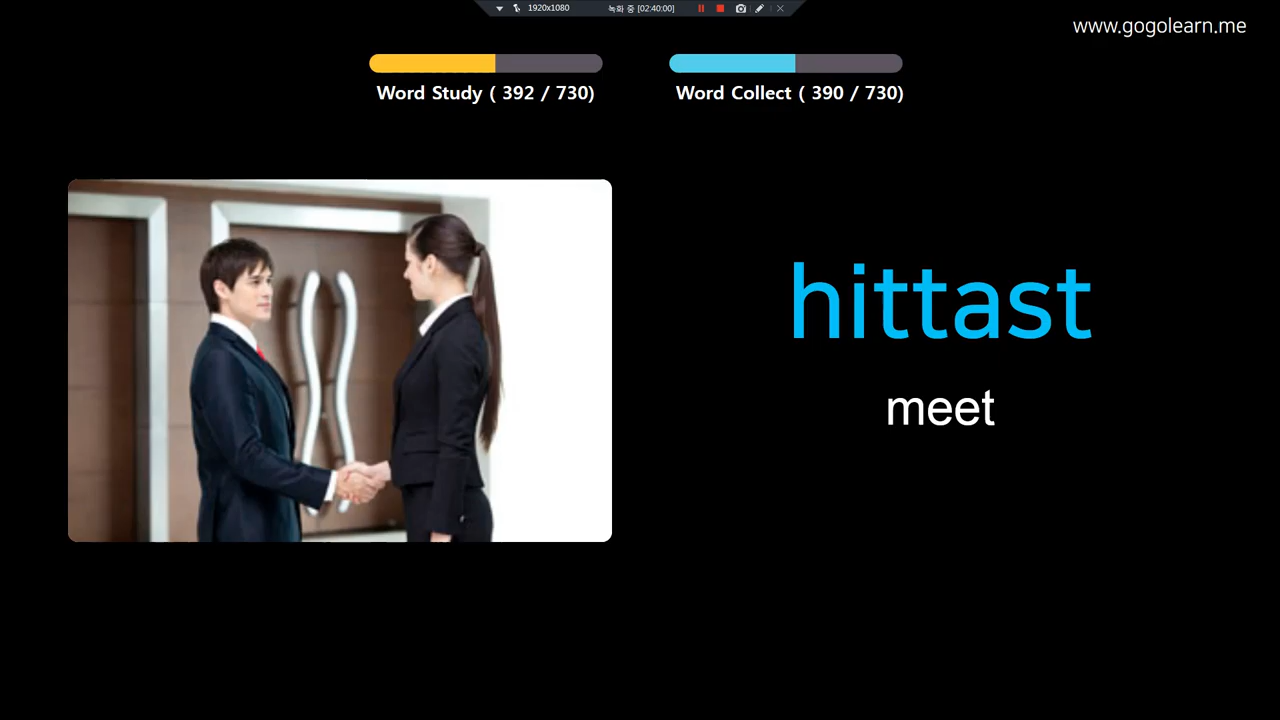 1920x1080 녹화 중 [02:40:00]
www.gogolearn.me
Word Study ( 392 / 730) Word Collect ( 390 / 730)
hittast
meet